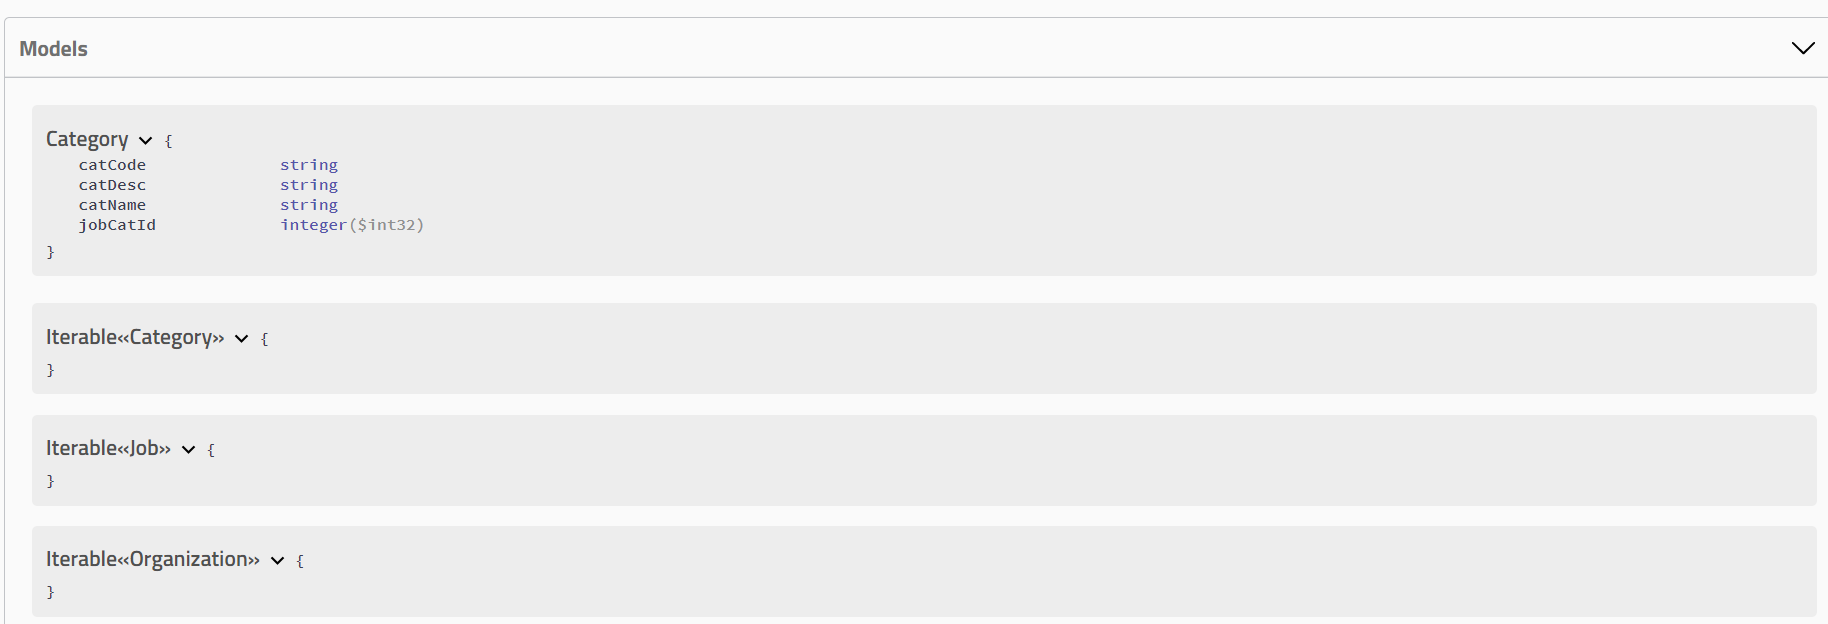 Models
Category {
catCode string
catDesc string
catName string
jobCatId integer($int32)
}
Iterable«Category» {
}
Iterable«Job» {
}
Iterable«Organization» {
}